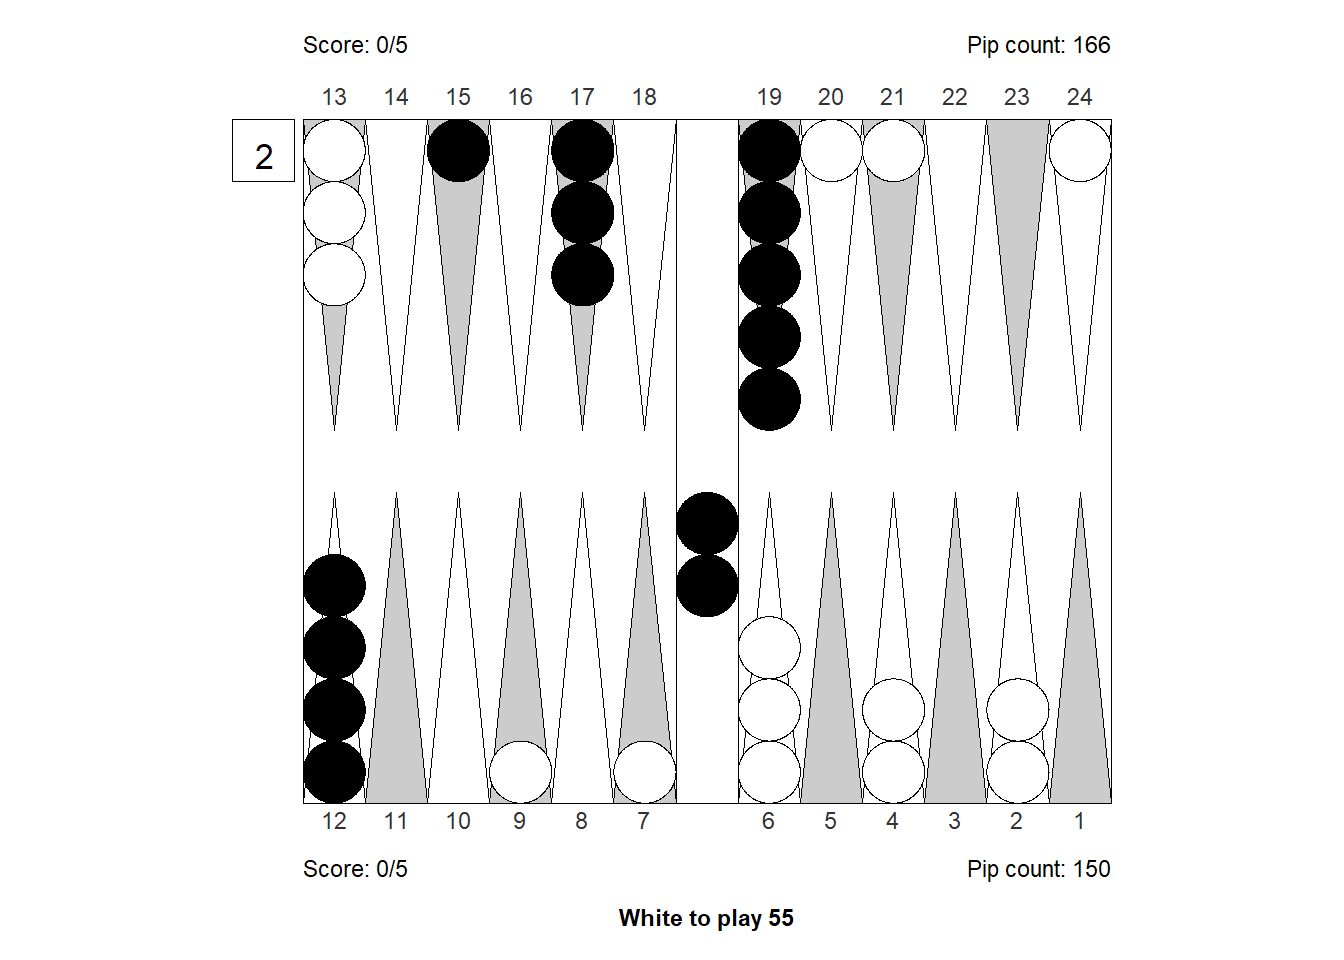 Score: 0/5 Pip count: 166
13 14 15 16 17 18 19 20 21 22 23 24
2
12 11 10 9 8 7 6 5 4 3 2 1
Score: 0/5 Pip count: 150
White to play 55